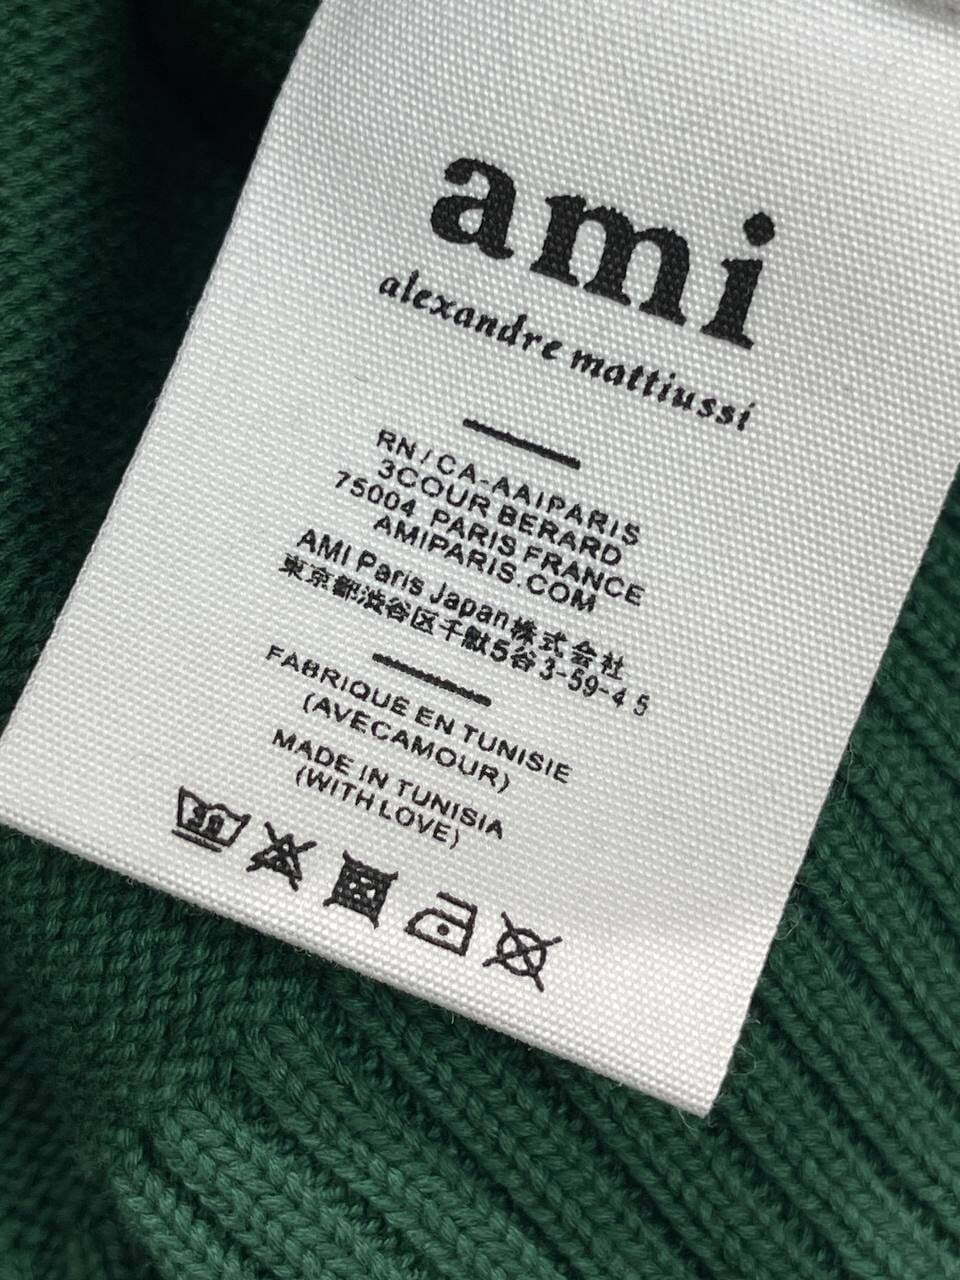 ami
alexandre mattiussi
RN/CA-AAIPARIS
3COUR BERARD
75004 PARIS FRANCE
AMIPARIS.COM
AMI Paris Japan株式会社
東京都渋谷区千駄5谷3-59-4 5
FABRIQUE EN TUNISIE
(AVECAMOUR)
MADE IN TUNISIA
(WITH LOVE)
30